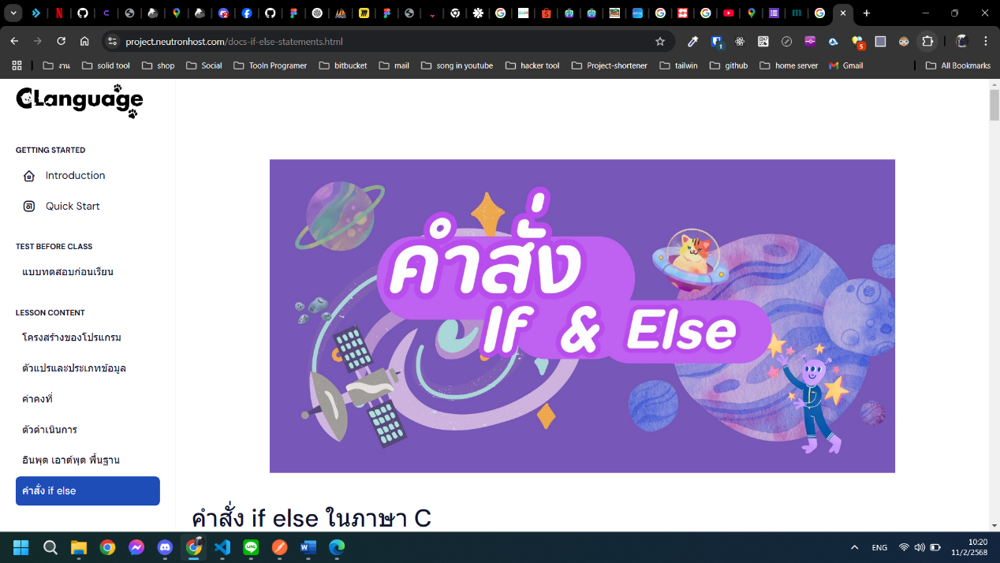 project.neutronhost.com/docs-if-else-statements.html
งาน
solid tool
shop
Social
Tooln Programer
bitbucket
mail
song in youtube
hacker tool
Project-shortener
tailwin
github
home server
Gmail
All Bookmarks
CLanguage
GETTING STARTED
Introduction
Quick Start
TEST BEFORE CLASS
แบบทดสอบก่อนเรียน
LESSON CONTENT
โครงสร้างของโปรแกรม
ตัวแปรและประเภทข้อมูล
ค่าคงที่
ตัวดำเนินการ
อินพุต เอาต์พุต พื้นฐาน
คำสั่ง if else
คำสั่ง
If & Else
คำสั่ง if else ในภาษา C
ENG
10:20
11/2/2568